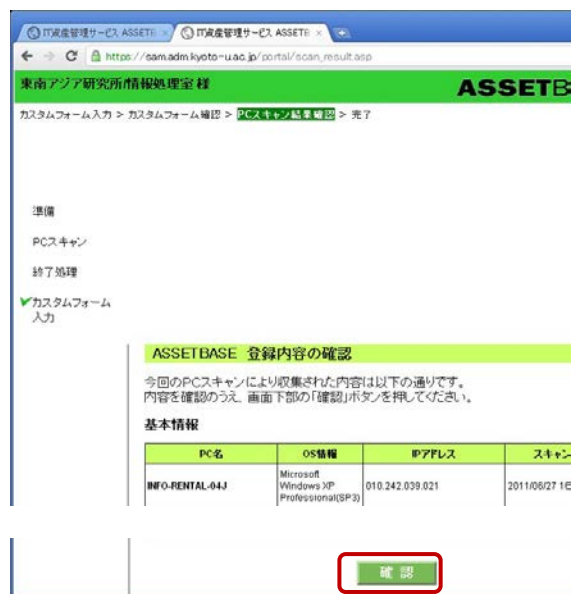 IT資産管理サービス ASSETB
IT資産管理サービス ASSETB
https://sam.adm.kyoto-u.ac.jp/portal/scan_result.asp
東南アジア研究所/情報処理室 様
ASSETB
カスタムフォーム入力 > カスタムフォーム確認 > PCスキャン結果確認 > 完了
準備
PCスキャン
終了処理
カスタムフォーム
入力
ASSETBASE 登録内容の確認
今回のPCスキャンにより収集された内容は以下の通りです。
内容を確認のうえ、画面下部の「確認」ボタンを押してください。
基本情報
PC名 OS情報 IPアドレス スキャン
INFO-RENTAL-04J
Microsoft
Windows XP
Professional(SP3)
010.242.039.021
2011/06/27 16
確 認